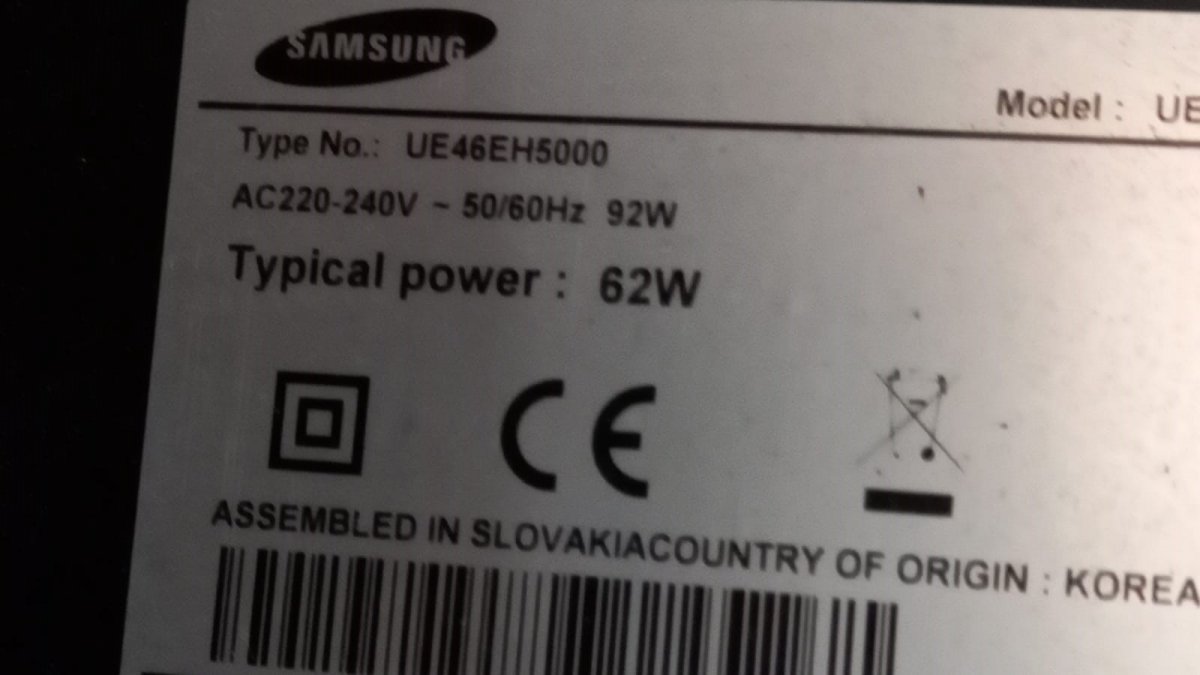 SAMSUNG
Model : UE
Type No.: UE46EH5000
AC220-240V ~ 50/60Hz 92W
Typical power : 62W
CE
ASSEMBLED IN SLOVAKIACOUNTRY OF ORIGIN : KOREA